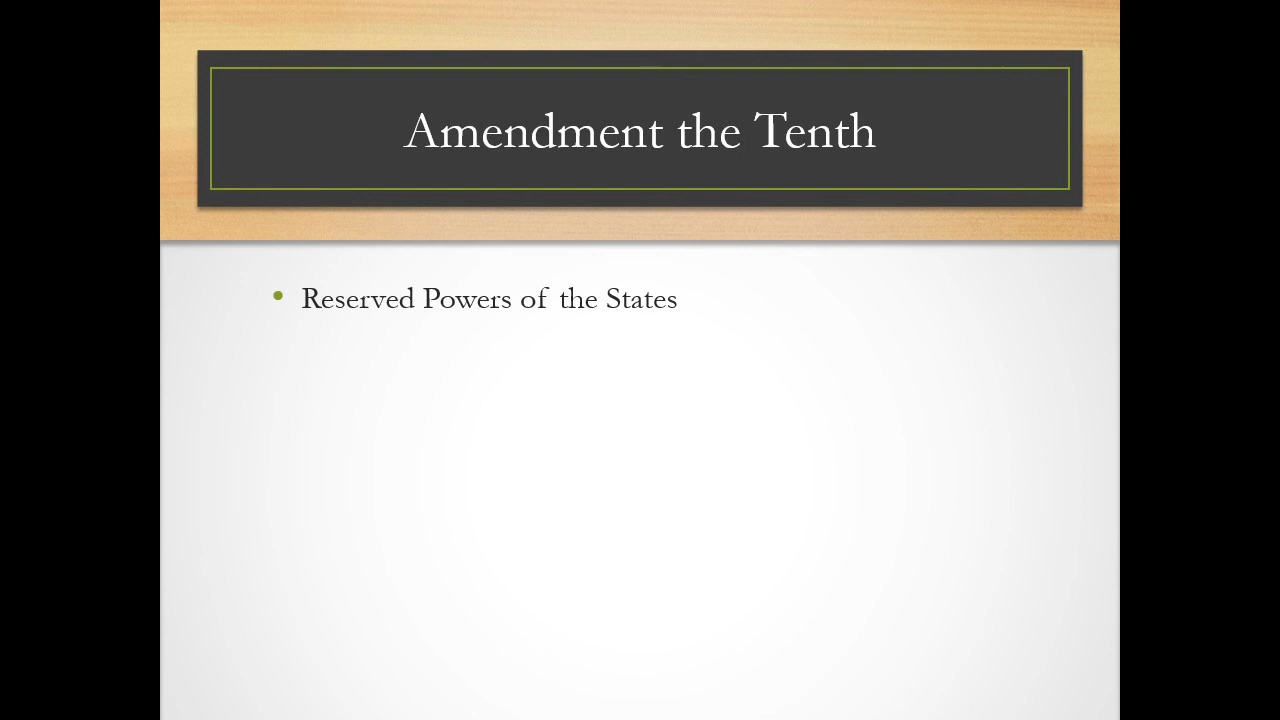 Amendment the Tenth
• Reserved Powers of the States